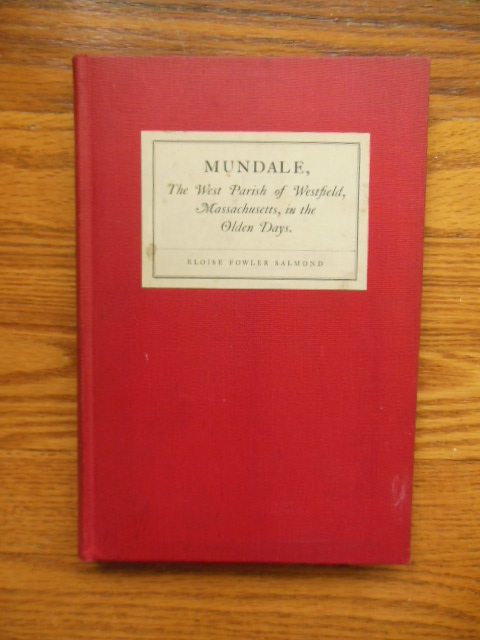 MUNDALE,
The West Parish of Westfield,
Massachusetts, in the
Olden Days.
ELOISE FOWLER SALMOND